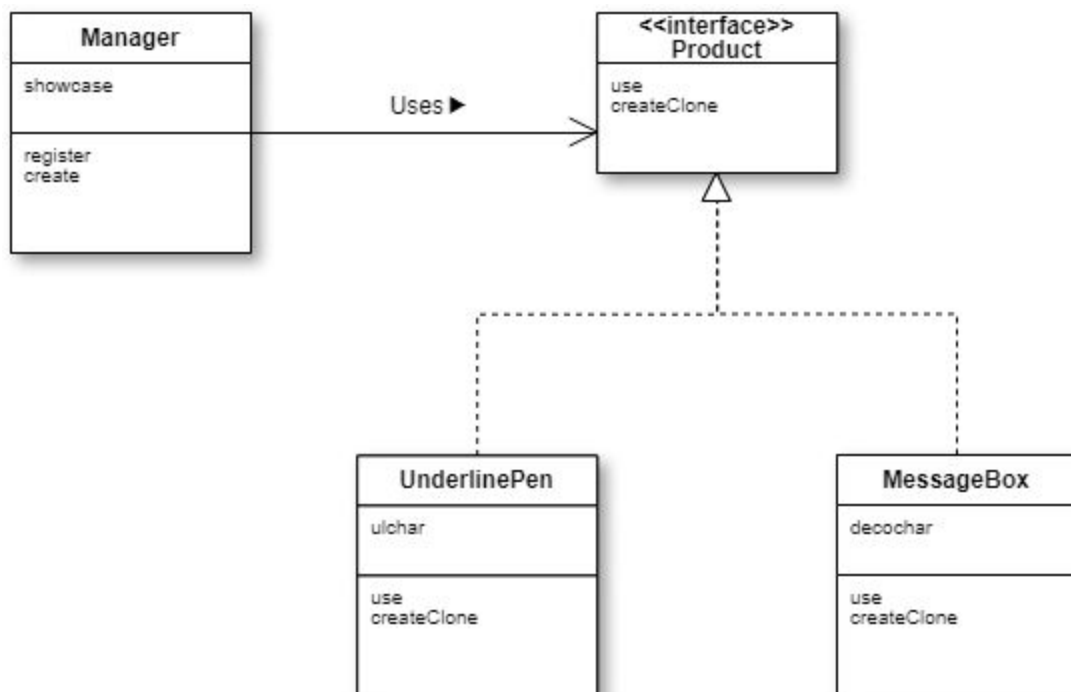 Manager
showcase
register
create
Uses ▶
<<interface>>
Product
use
createClone
UnderlinePen
ulchar
use
createClone
MessageBox
decochar
use
createClone